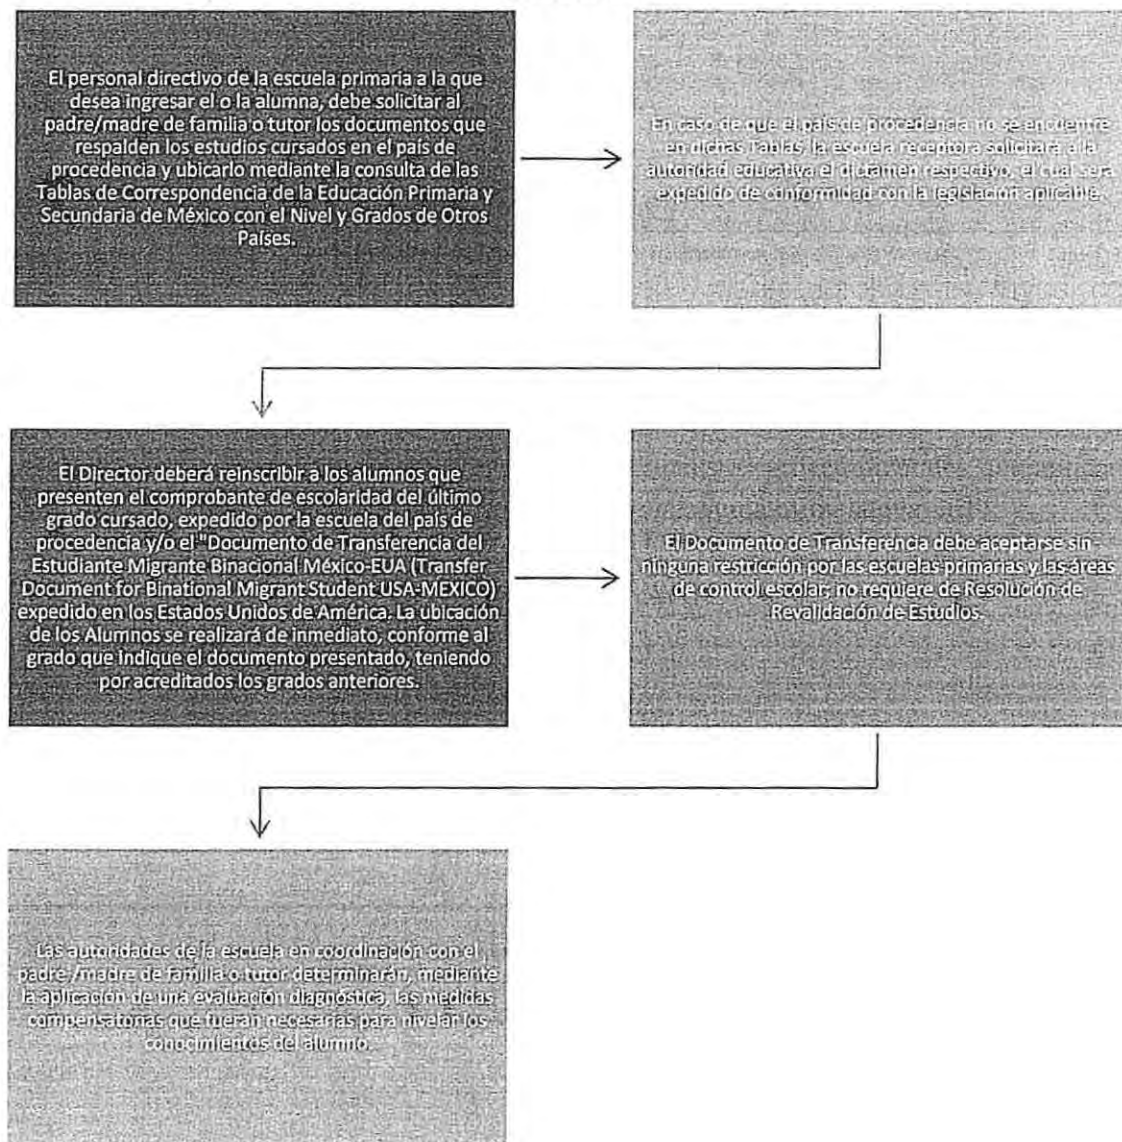 El personal directivo de la escuela primaria a la que
desea ingresar el o la alumna, debe solicitar al
padre/madre de familia o tutor los documentos que
respalden los estudios cursados en el país de
procedencia y ubicarlo mediante la consulta de las
Tablas de Correspondencia de la Educación Primaria y
Secundaria de México con el Nivel y Grados de Otros
Países.
En caso de que el país de procedencia no se encuentre
en dichas Tablas, la escuela receptora solicitará a la
autoridad educativa el dictamen respectivo, el cual será
expedido de conformidad con la legislación aplicable.
El Director deberá reinscribir a los alumnos que
presenten el comprobante de escolaridad del último
grado cursado, expedido por la escuela del país de
procedencia y/o el "Documento de Transferencia del
Estudiante Migrante Binacional México-EUA (Transfer
Document for Binational Migrant Student USA-MEXICO)
expedido en los Estados Unidos de América. La ubicación
de los Alumnos se realizará de inmediato, conforme al
grado que indique el documento presentado, teniendo
por acreditados los grados anteriores.
El Documento de Transferencia debe aceptarse sin
ninguna restricción por las escuelas primarias y las áreas
de control escolar; no requiere de Resolución de
Revalidación de Estudios.
Las autoridades de la escuela en coordinación con el
padre /madre de familia o tutor determinarán, mediante
la aplicación de una evaluación diagnóstica, las medidas
compensatorias que fueran necesarias para nivelar los
conocimientos del alumno.